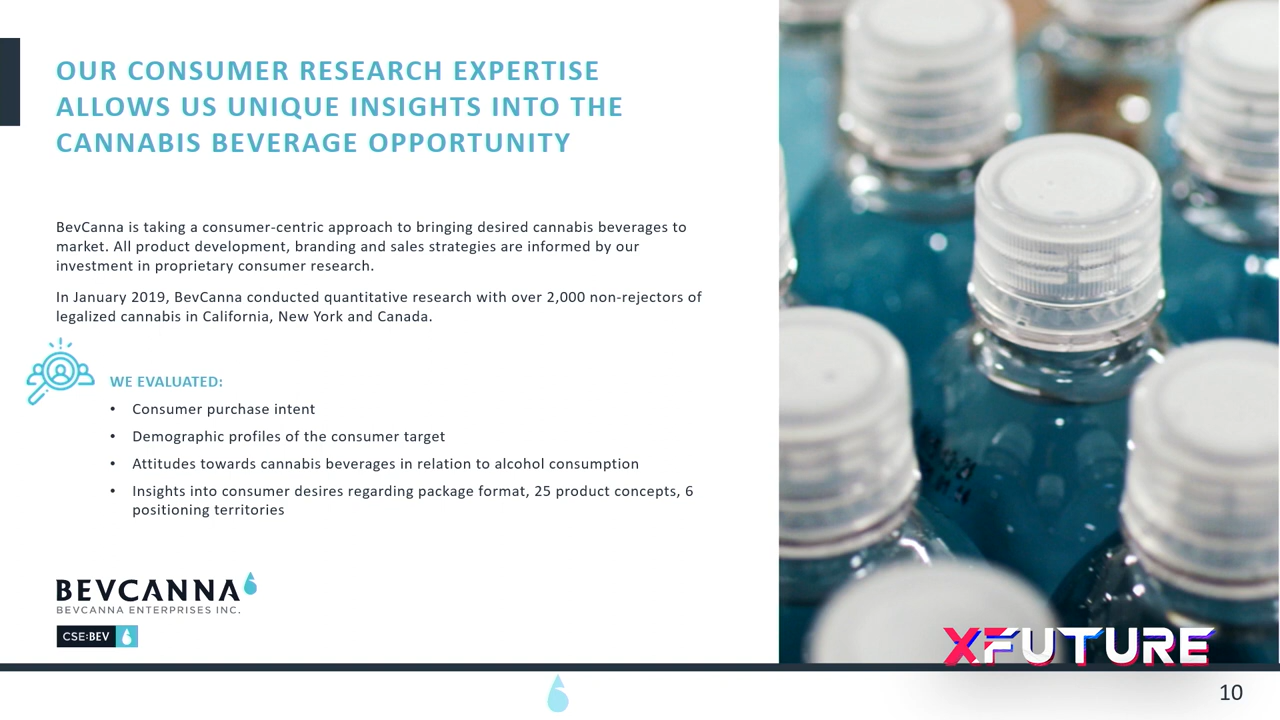 OUR CONSUMER RESEARCH EXPERTISE
ALLOWS US UNIQUE INSIGHTS INTO THE
CANNABIS BEVERAGE OPPORTUNITY
BevCanna is taking a consumer-centric approach to bringing desired cannabis beverages to
market. All product development, branding and sales strategies are informed by our
investment in proprietary consumer research.
In January 2019, BevCanna conducted quantitative research with over 2,000 non-rejectors of
legalized cannabis in California, New York and Canada.
WE EVALUATED:
• Consumer purchase intent
• Demographic profiles of the consumer target
• Attitudes towards cannabis beverages in relation to alcohol consumption
• Insights into consumer desires regarding package format, 25 product concepts, 6
positioning territories
BEVCANNA
BEVCANNA ENTERPRISES INC.
CSE:BEV
XFUTURE
10